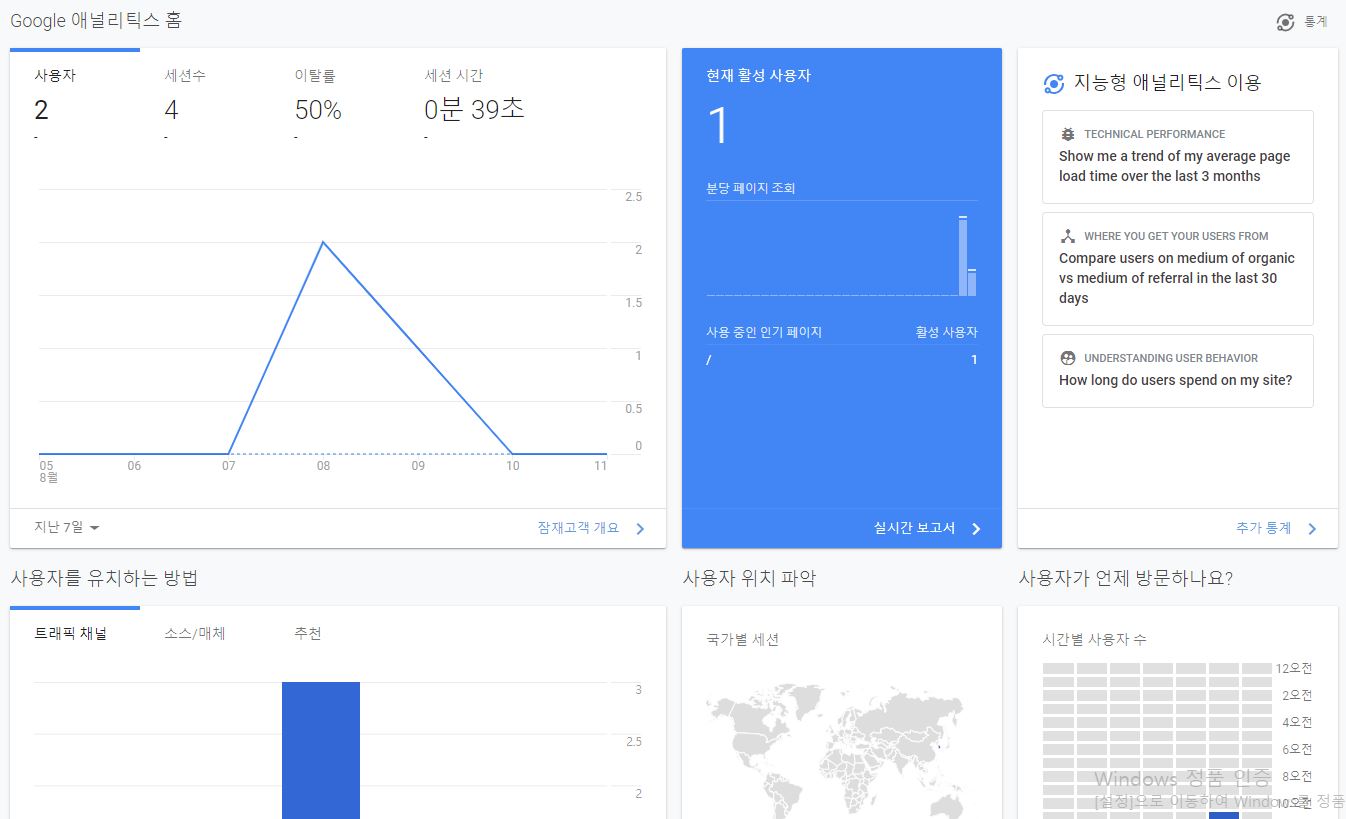 Google 애널리틱스 홈
통계
사용자
세션수
이탈률
세션 시간
2
4
50%
0분 39초
-
-
-
-
2.5
2
1.5
1
0.5
0
05
06
07
08
09
10
11
8월
지난 7일
잠재고객 개요
현재 활성 사용자
1
분당 페이지 조회
사용 중인 인기 페이지
활성 사용자
/
1
실시간 보고서
지능형 애널리틱스 이용
TECHNICAL PERFORMANCE
Show me a trend of my average page
load time over the last 3 months
WHERE YOU GET YOUR USERS FROM
Compare users on medium of organic
vs medium of referral in the last 30
days
UNDERSTANDING USER BEHAVIOR
How long do users spend on my site?
추가 통계
사용자를 유치하는 방법
트래픽 채널
소스/매체
추천
3
2.5
2
사용자 위치 파악
국가별 세션
사용자가 언제 방문하나요?
시간별 사용자 수
12오전
2오전
4오전
6오전
8오전
10오전
Windows 정품 인증
[설정]으로 이동하여 Windows를 정품